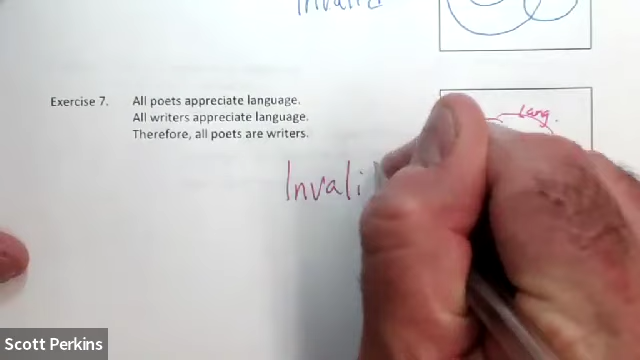 Invalid
Exercise 7. All poets appreciate language.
All writers appreciate language.
Therefore, all poets are writers.
lang.
Invali
Scott Perkins